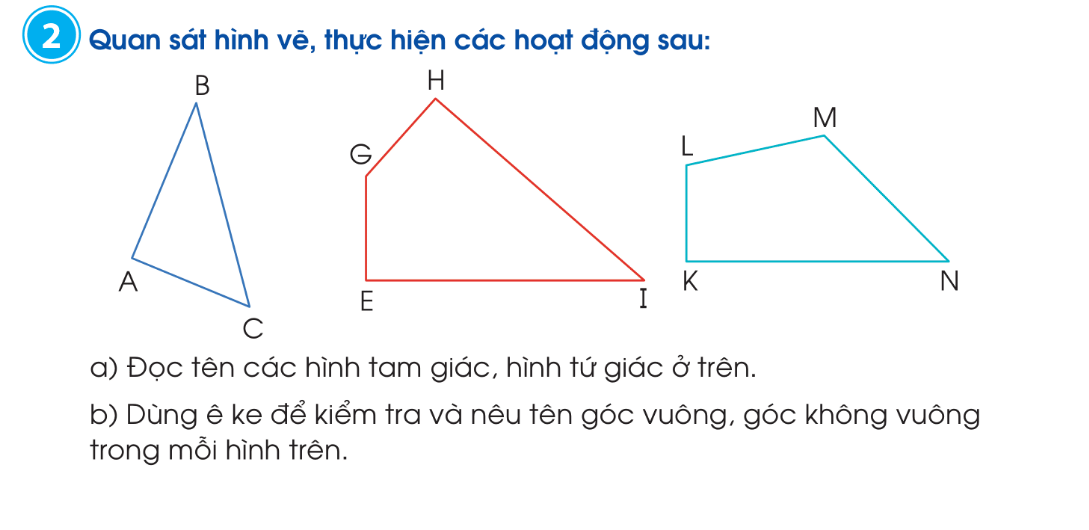 2 Quan sát hình vẽ, thực hiện các hoạt động sau:
B
H
M
G
L
A
K
N
E
I
C
a) Đọc tên các hình tam giác, hình tứ giác ở trên.
b) Dùng ê ke để kiểm tra và nêu tên góc vuông, góc không vuông
trong mỗi hình trên.